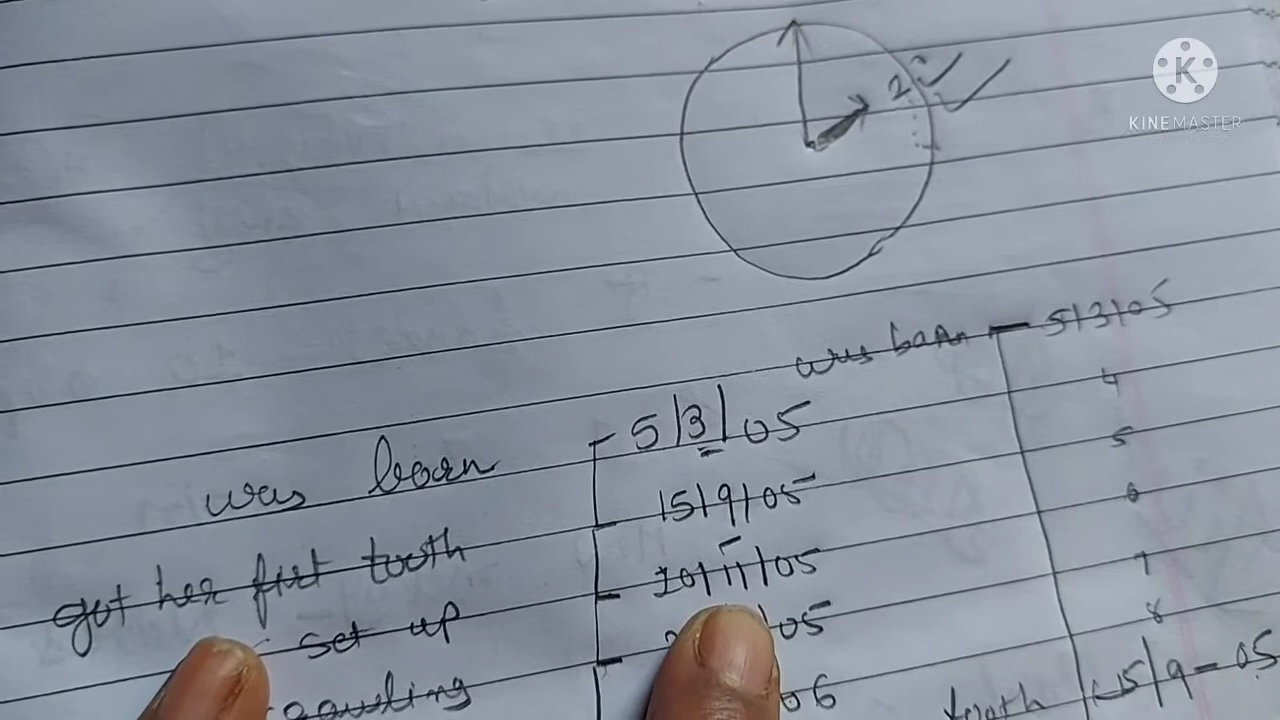 2
K
KINEMASTER
was born - 5/3/05
4
5
6
7
8
tooth 15/9-05
was born 5/3/05
got her first tooth 15/9/05
set up 10/11/05
/05
06